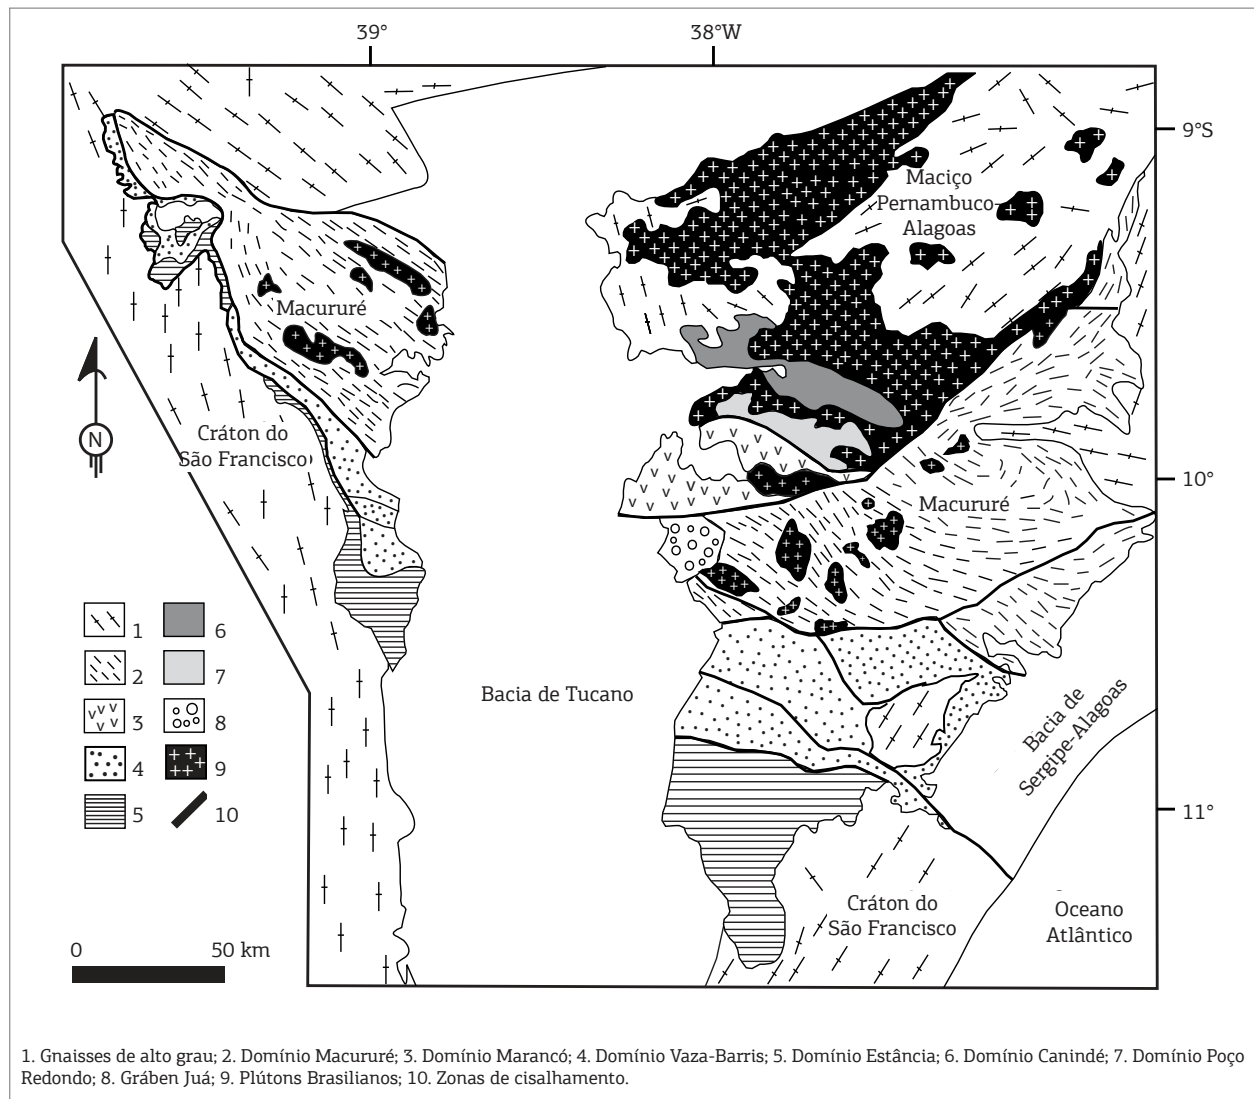 39°
38°W
9°S
Maciço
Pernambuco-
Alagoas
Macururé
Cráton do
São Francisco
N
10°
Macururé
1
6
2
7
3
8
4
9
5
10
Bacia de Tucano
Bacia de
Sergipe-Alagoas
11°
Cráton do
São Francisco
Oceano
Atlântico
0
50 km
1. Gnaisses de alto grau; 2. Domínio Macururé; 3. Domínio Marancó; 4. Domínio Vaza-Barris; 5. Domínio Estância; 6. Domínio Canindé; 7. Domínio Poço
Redondo; 8. Gráben Juá; 9. Plútons Brasilianos; 10. Zonas de cisalhamento.